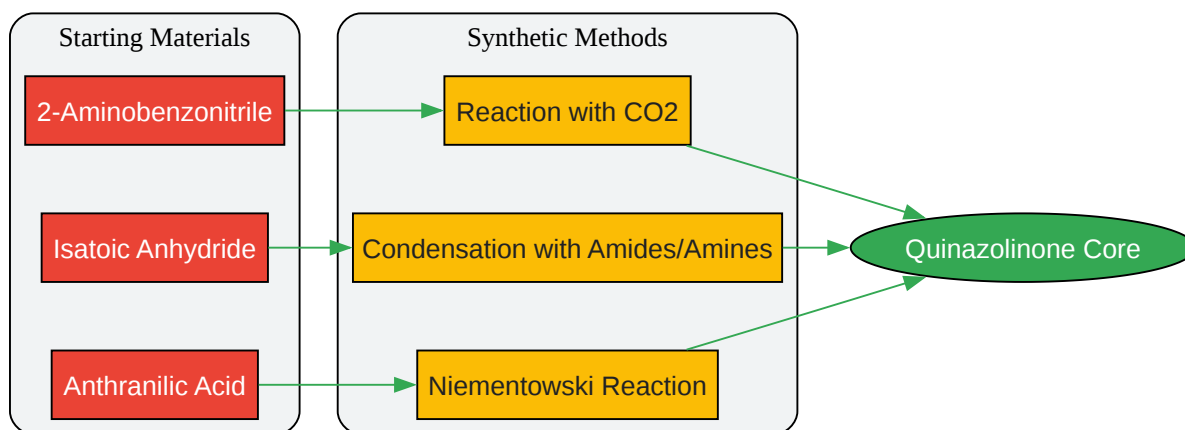 Starting Materials
Synthetic Methods
2-Aminobenzonitrile
Reaction with CO2
Isatoic Anhydride
Condensation with Amides/Amines
Quinazolinone Core
Anthranilic Acid
Niementowski Reaction